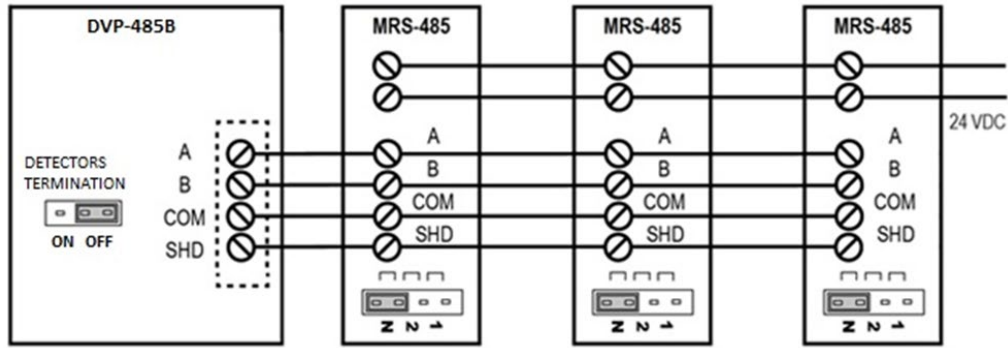 DVP-485B
MRS-485
MRS-485
MRS-485
24 VDC
A
B
COM
SHD
DETECTORS
TERMINATION
ON OFF
A
B
COM
SHD
A
B
COM
SHD
A
B
COM
SHD
N 2 1
N 2 1
N 2 1